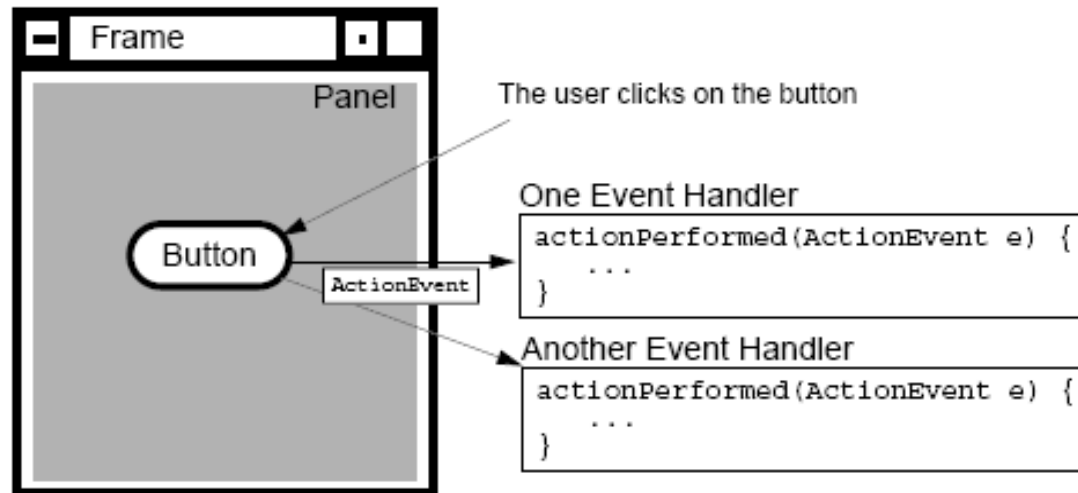 Frame
Panel
The user clicks on the button
One Event Handler
actionPerformed(ActionEvent e) {
...
}
Button
ActionEvent
Another Event Handler
actionPerformed(ActionEvent e) {
...
}